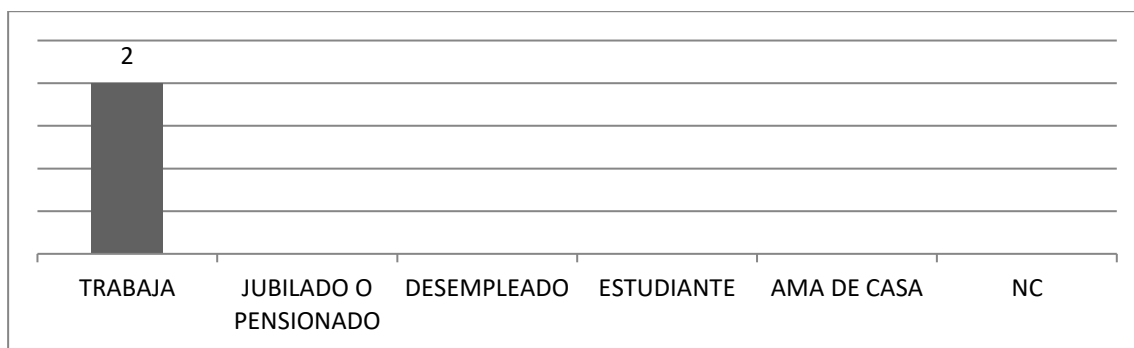 2
TRABAJA
JUBILADO O
PENSIONADO
DESEMPLEADO
ESTUDIANTE
AMA DE CASA
NC